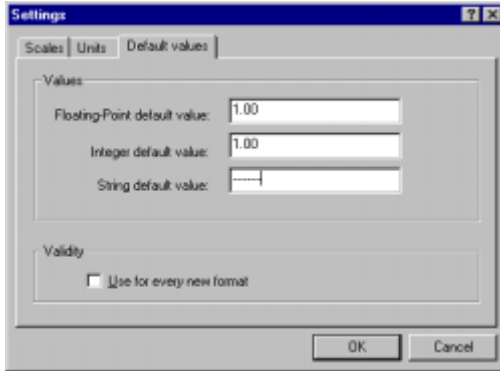 Settings
Scales Units Default values
Values
Floating-Point default value: 1.00
Integer default value: 1.00
String default value: ------
Validity
Use for every new format
OK Cancel